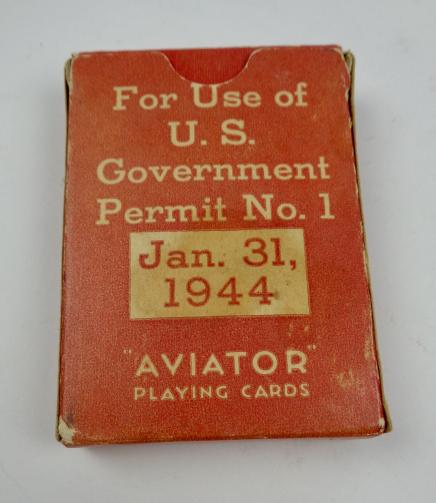 For Use of
U. S.
Government
Permit No. 1
Jan. 31,
1944
"AVIATOR"
PLAYING CARDS